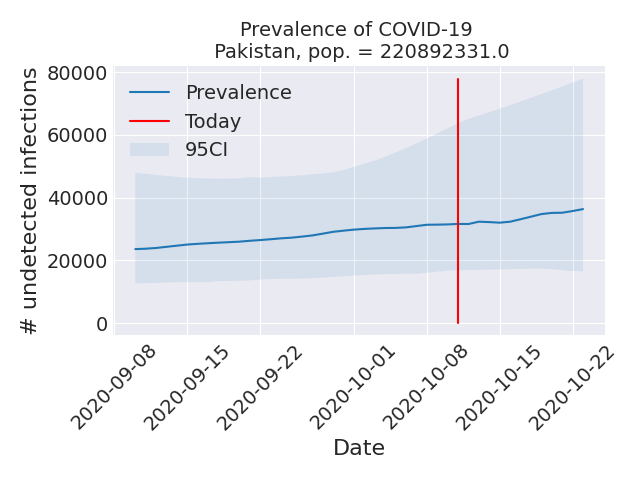 Prevalence of COVID-19
Pakistan, pop. = 220892331.0
80000
60000
40000
20000
0
# undetected infections
Prevalence
Today
95CI
2020-09-08
2020-09-15
2020-09-22
2020-10-01
2020-10-08
2020-10-15
2020-10-22
Date